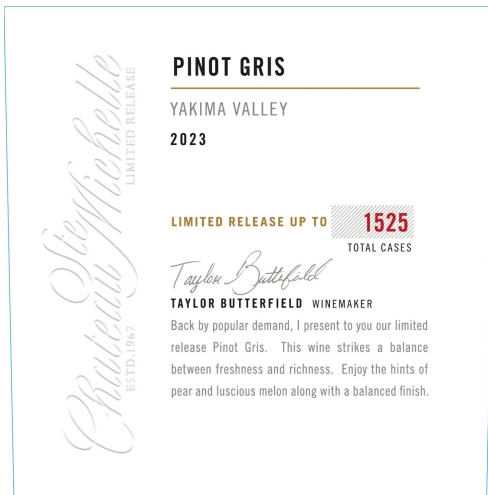 Chateau Ste Michelle
LIMITED RELEASE
ESTD.1967
PINOT GRIS
YAKIMA VALLEY
2023
LIMITED RELEASE UP TO 1525
TOTAL CASES
Taylor Butterfield
TAYLOR BUTTERFIELD WINEMAKER
Back by popular demand, I present to you our limited
release Pinot Gris. This wine strikes a balance
between freshness and richness. Enjoy the hints of
pear and luscious melon along with a balanced finish.